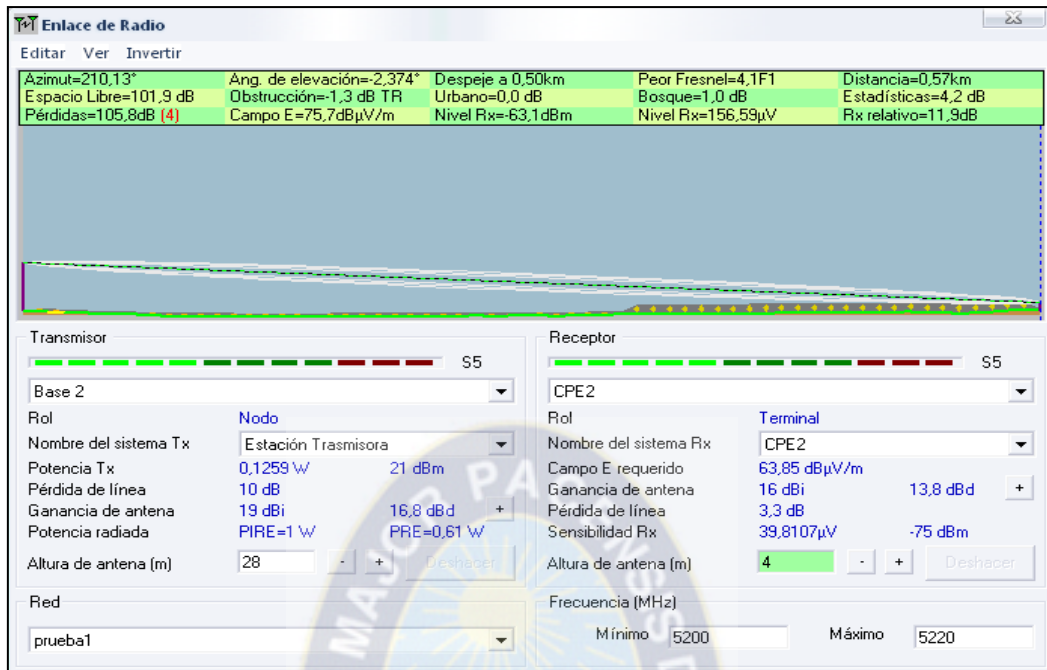 Enlace de Radio
Editar Ver Invertir
Azimut=210,13° Ang. de elevación=-2,374° Despeje a 0,50km Peor Fresnel=4,1F1 Distancia=0,57km
Espacio Libre=101,9 dB Obstrucción=-1,3 dB TR Urbano=0,0 dB Bosque=1,0 dB Estadísticas=4,2 dB
Pérdidas=105,8dB (4) Campo E=75,7dBµV/m Nivel Rx=-63,1dBm Nivel Rx=156,59µV Rx relativo=11,9dB
Transmisor
S5
Base 2
Rol Nodo
Nombre del sistema Tx Estación Trasmisora
Potencia Tx 0,1259 W 21 dBm
Pérdida de línea 10 dB
Ganancia de antena 19 dBi 16,8 dBd +
Potencia radiada PIRE=1 W PRE=0,61 W
Altura de antena (m) 28 - + Deshacer
Red
prueba1
Receptor
S5
CPE2
Rol Terminal
Nombre del sistema Rx CPE2
Campo E requerido 63,85 dBµV/m
Ganancia de antena 16 dBi 13,8 dBd +
Pérdida de línea 3,3 dB
Sensibilidad Rx 39,8107µV -75 dBm
Altura de antena (m) 4 - + Deshacer
Frecuencia (MHz)
Mínimo 5200 Máximo 5220
MAJOR PACENSIS D